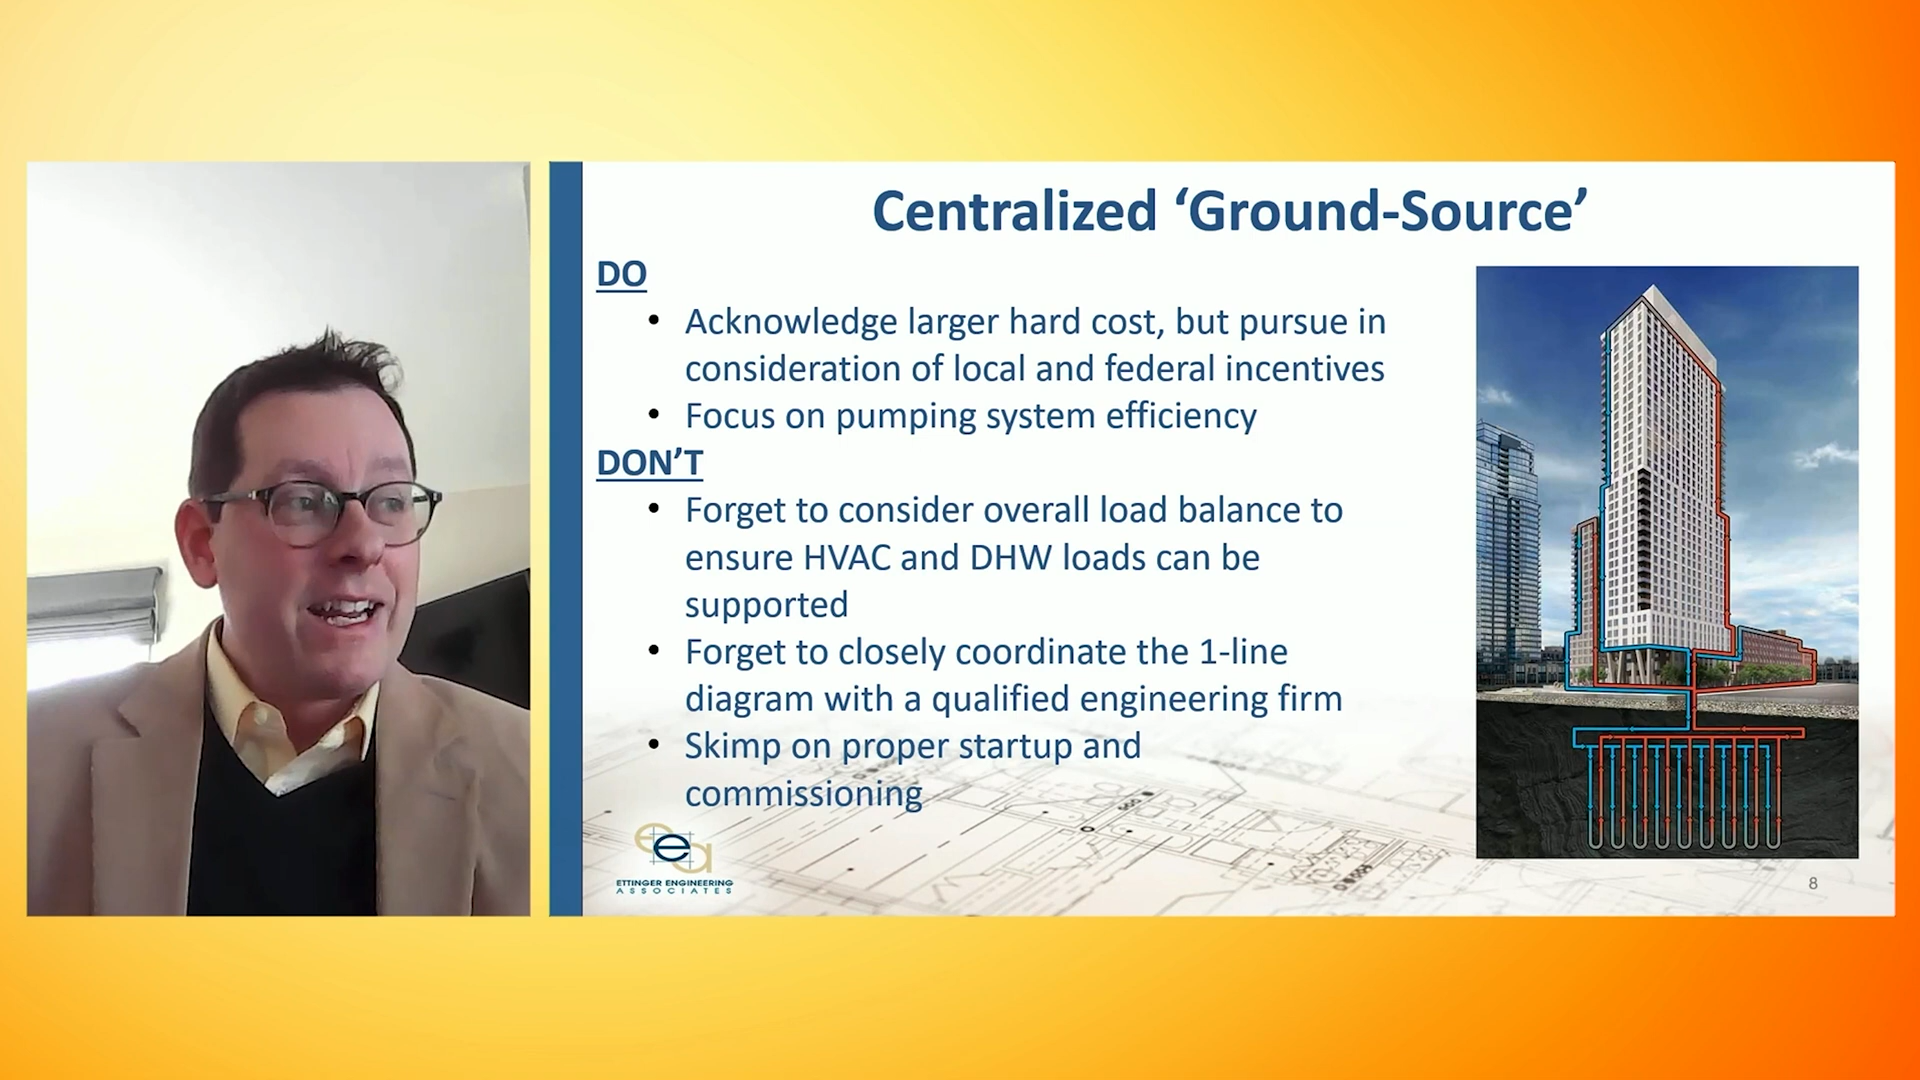 Centralized ‘Ground-Source’
DO
• Acknowledge larger hard cost, but pursue in
consideration of local and federal incentives
• Focus on pumping system efficiency
DON’T
• Forget to consider overall load balance to
ensure HVAC and DHW loads can be
supported
• Forget to closely coordinate the 1-line
diagram with a qualified engineering firm
• Skimp on proper startup and
commissioning
eea
ETTINGER ENGINEERING
ASSOCIATES
8